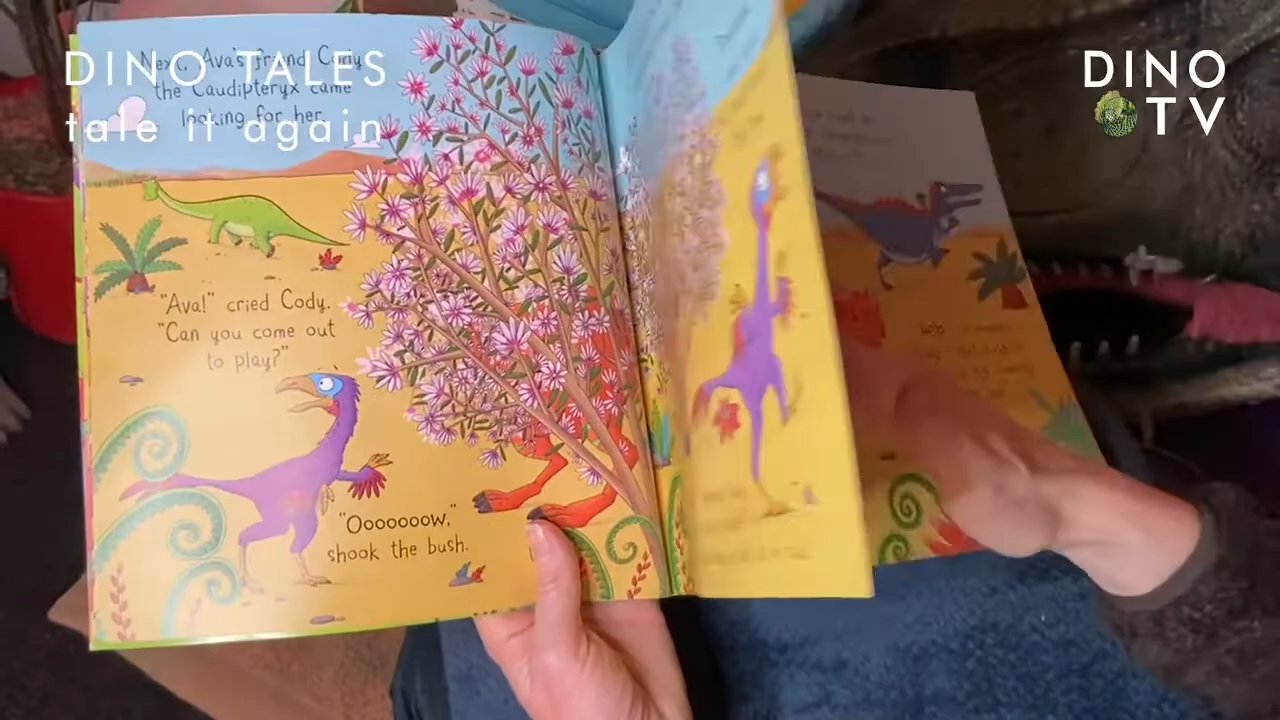 DINO TALES
tale it again
DINO
TV
Next, Ava's friend Cody
the Caudipteryx came
looking for her.
"Ava!" cried Cody.
"Can you come out
to play?"
"Ooooooow,"
shook the bush.